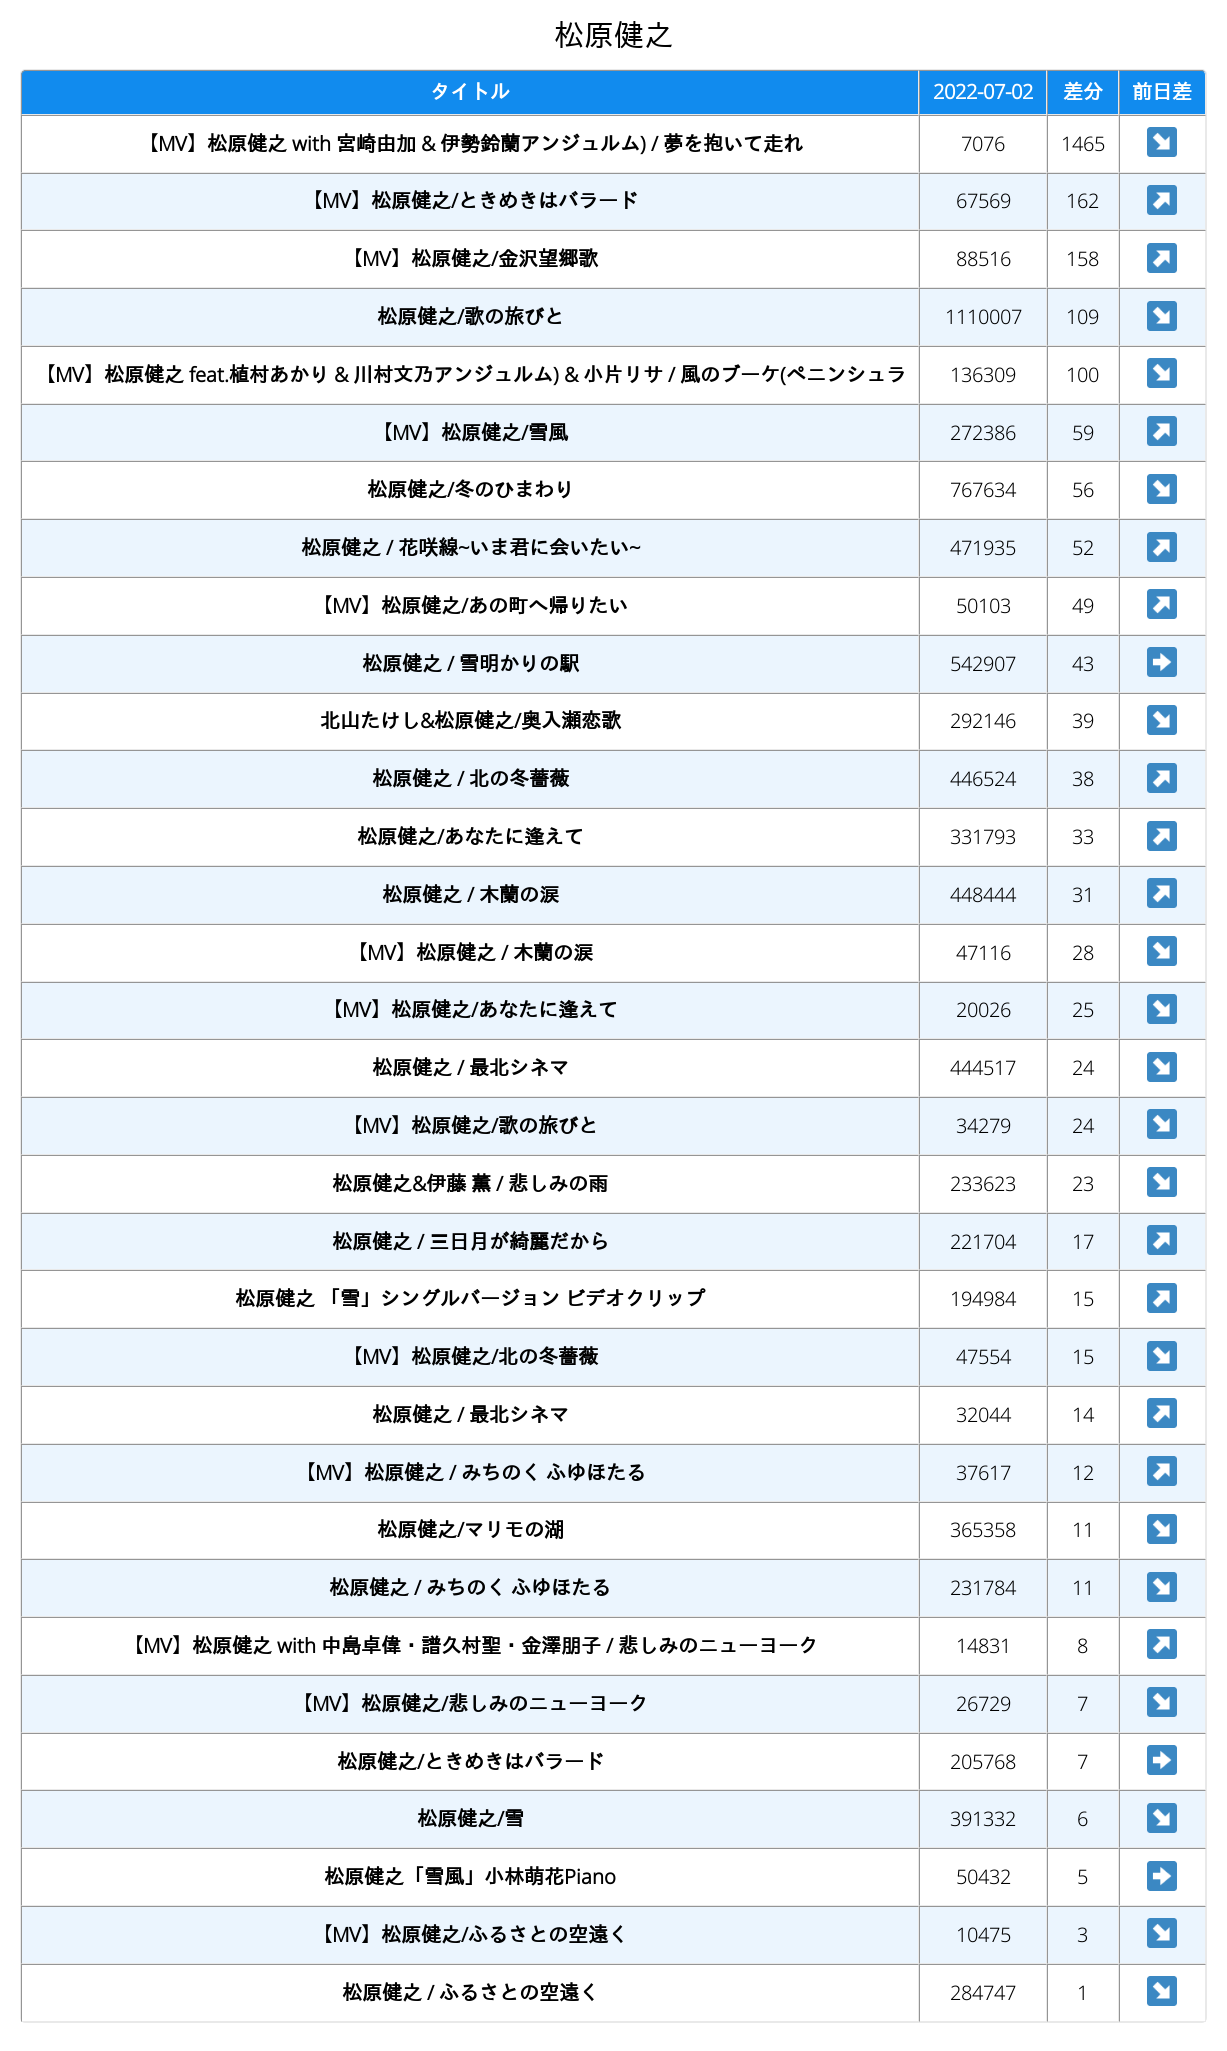 松原健之
タイトル 2022-07-02 差分 前日差
【MV】松原健之 with 宮崎由加 & 伊勢鈴蘭アンジュルム) / 夢を抱いて走れ 7076 1465 ↘
【MV】松原健之/ときめきはバラード 67569 162 ↗
【MV】松原健之/金沢望郷歌 88516 158 ↗
松原健之/歌の旅びと 1110007 109 ↘
【MV】松原健之 feat.植村あかり & 川村文乃アンジュルム) & 小片リサ / 風のブーケ(ペニンシュラ 136309 100 ↘
【MV】松原健之/雪風 272386 59 ↗
松原健之/冬のひまわり 767634 56 ↘
松原健之 / 花咲線~いま君に会いたい~ 471935 52 ↗
【MV】松原健之/あの町へ帰りたい 50103 49 ↗
松原健之 / 雪明かりの駅 542907 43 →
北山たけし&松原健之/奥入瀬恋歌 292146 39 ↘
松原健之 / 北の冬薔薇 446524 38 ↗
松原健之/あなたに逢えて 331793 33 ↗
松原健之 / 木蘭の涙 448444 31 ↗
【MV】松原健之 / 木蘭の涙 47116 28 ↘
【MV】松原健之/あなたに逢えて 20026 25 ↘
松原健之 / 最北シネマ 444517 24 ↘
【MV】松原健之/歌の旅びと 34279 24 ↘
松原健之&伊藤 薫 / 悲しみの雨 233623 23 ↘
松原健之 / 三日月が綺麗だから 221704 17 ↗
松原健之 「雪」シングルバージョン ビデオクリップ 194984 15 ↗
【MV】松原健之/北の冬薔薇 47554 15 ↘
松原健之 / 最北シネマ 32044 14 ↗
【MV】松原健之 / みちのく ふゆほたる 37617 12 ↗
松原健之/マリモの湖 365358 11 ↘
松原健之 / みちのく ふゆほたる 231784 11 ↘
【MV】松原健之 with 中島卓偉・譜久村聖・金澤朋子 / 悲しみのニューヨーク 14831 8 ↗
【MV】松原健之/悲しみのニューヨーク 26729 7 ↘
松原健之/ときめきはバラード 205768 7 →
松原健之/雪 391332 6 ↘
松原健之「雪風」小林萌花Piano 50432 5 →
【MV】松原健之/ふるさとの空遠く 10475 3 ↘
松原健之 / ふるさとの空遠く 284747 1 ↘